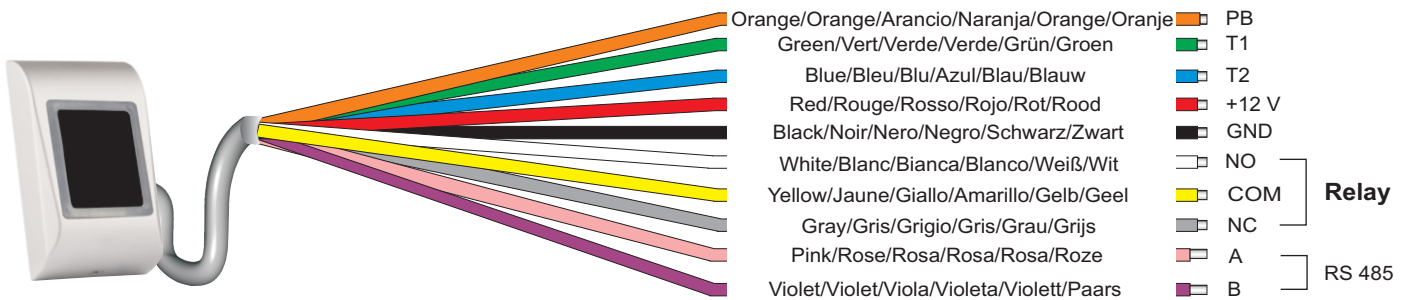 Orange/Orange/Arancio/Naranja/Orange/Oranje PB
Green/Vert/Verde/Verde/Grün/Groen T1
Blue/Bleu/Blu/Azul/Blau/Blauw T2
Red/Rouge/Rosso/Rojo/Rot/Rood +12 V
Black/Noir/Nero/Negro/Schwarz/Zwart GND
White/Blanc/Bianca/Blanco/Weiß/Wit NO
Yellow/Jaune/Giallo/Amarillo/Gelb/Geel COM Relay
Gray/Gris/Grigio/Gris/Grau/Grijs NC
Pink/Rose/Rosa/Rosa/Rosa/Roze A
RS 485
Violet/Violet/Viola/Violeta/Violett/Paars B